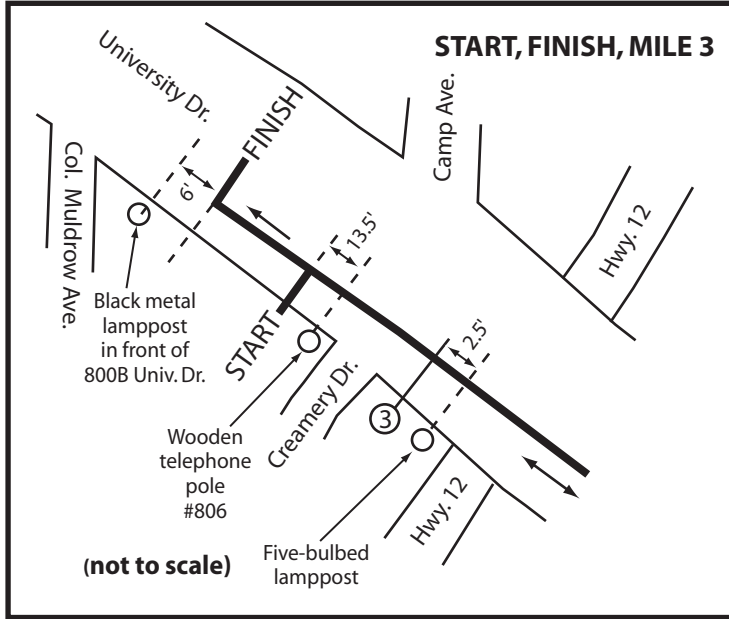 START, FINISH, MILE 3
University Dr.
FINISH
Camp Ave.
Col. Muldrow Ave.
6'
13.5'
Hwy. 12
Black metal
lamppost
in front of
800B Univ. Dr.
START
2.5'
Creamery Dr.
3
Wooden
telephone
pole
#806
Hwy. 12
Five-bulbed
lamppost
(not to scale)